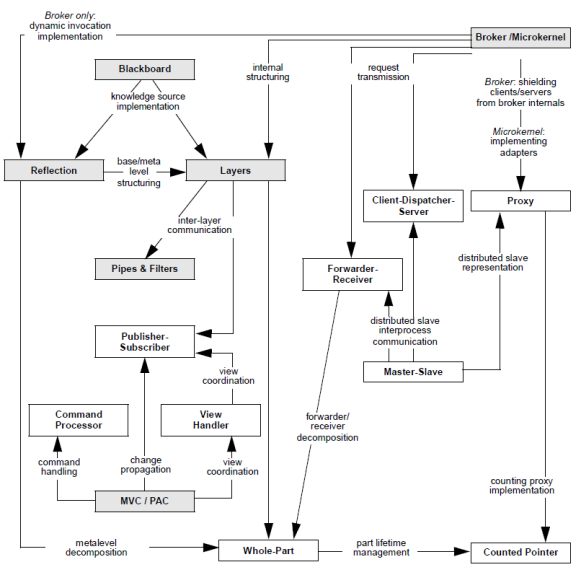 Broker only:
dynamic invocation
implementation
Broker /Microkernel
Blackboard
internal
structuring
request
transmission
knowledge source
implementation
Broker: shielding
clients/servers
from broker internals
Microkernel:
implementing
adapters
Reflection
base/meta
level
structuring
Layers
Client-Dispatcher-
Server
Proxy
inter-layer
communication
Pipes & Filters
Forwarder-
Receiver
distributed slave
representation
Publisher-
Subscriber
distributed slave
interprocess
communication
Master-Slave
view
coordination
Command
Processor
View
Handler
forwarder/
receiver
decomposition
command
handling
change
propagation
view
coordination
MVC / PAC
counting proxy
implementation
metalevel
decomposition
Whole-Part
part lifetime
management
Counted Pointer